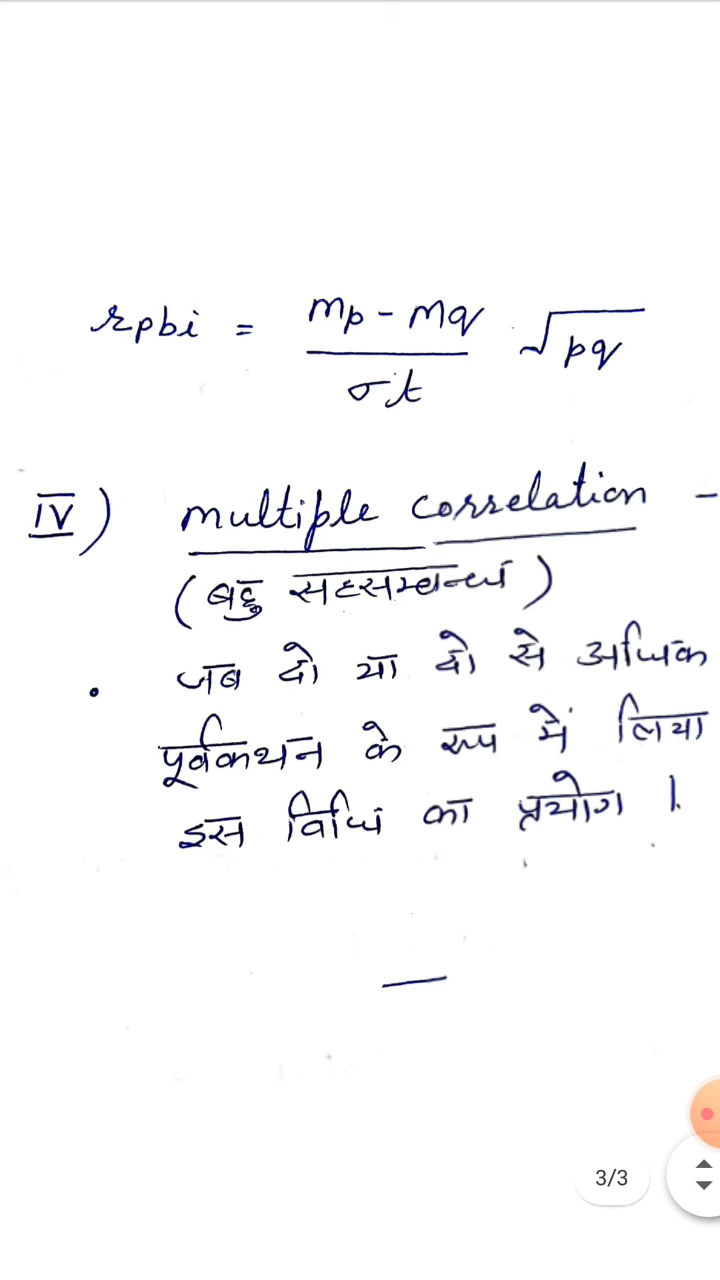 rpbi = mp - mq / σt √pq
IV) multiple correlation -
(बहु सहसम्बन्ध)
• जब दो या दो से अधिक
पूर्वकथन के रूप में लिया
इस विधि का प्रयोग ।
—
3/3